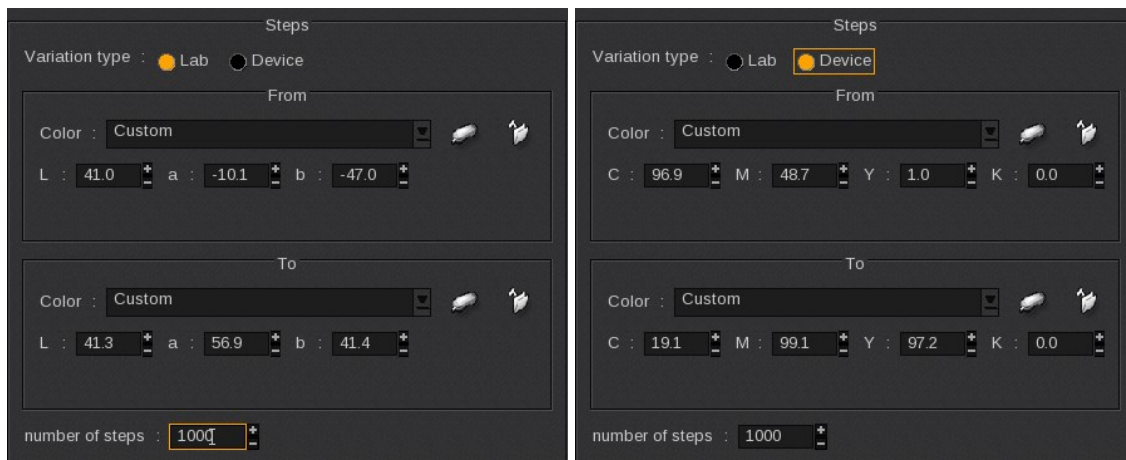 Steps
Variation type : Lab Device
From
Color : Custom
L : 41.0 a : -10.1 b : -47.0
To
Color : Custom
L : 41.3 a : 56.9 b : 41.4
number of steps : 1000
Steps
Variation type : Lab Device
From
Color : Custom
C : 96.9 M : 48.7 Y : 1.0 K : 0.0
To
Color : Custom
C : 19.1 M : 99.1 Y : 97.2 K : 0.0
number of steps : 1000